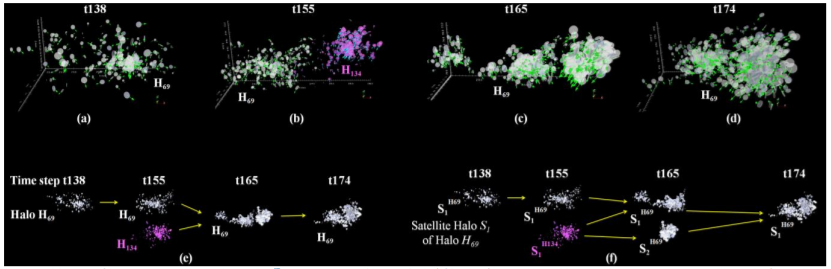 t138
t155
t165
t174
H69
H69
H134
H69
H69
(a)
(b)
(c)
(d)
Time step t138
t155
t165
t174
Halo H69
H69
H69
H69
H134
(e)
t138
t155
t165
t174
S1H69
S1H69
S1H69
S1H69
Satellite Halo S1
of Halo H69
S1H134
S2H69
(f)